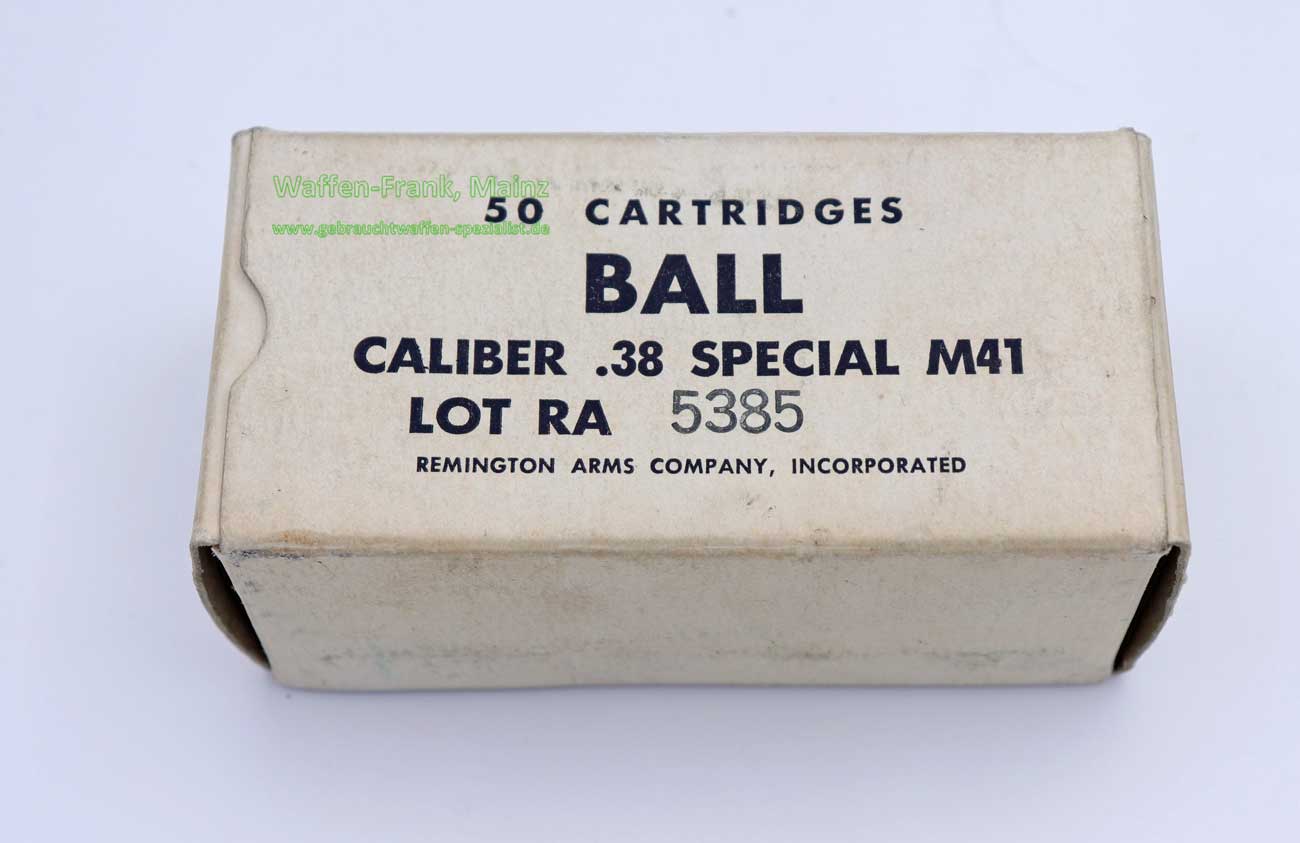 Waffen-Frank, Mainz
50 CARTRIDGES
www.gebrauchtwaffen-spezialist.de
BALL
CALIBER .38 SPECIAL M41
LOT RA 5385
REMINGTON ARMS COMPANY, INCORPORATED